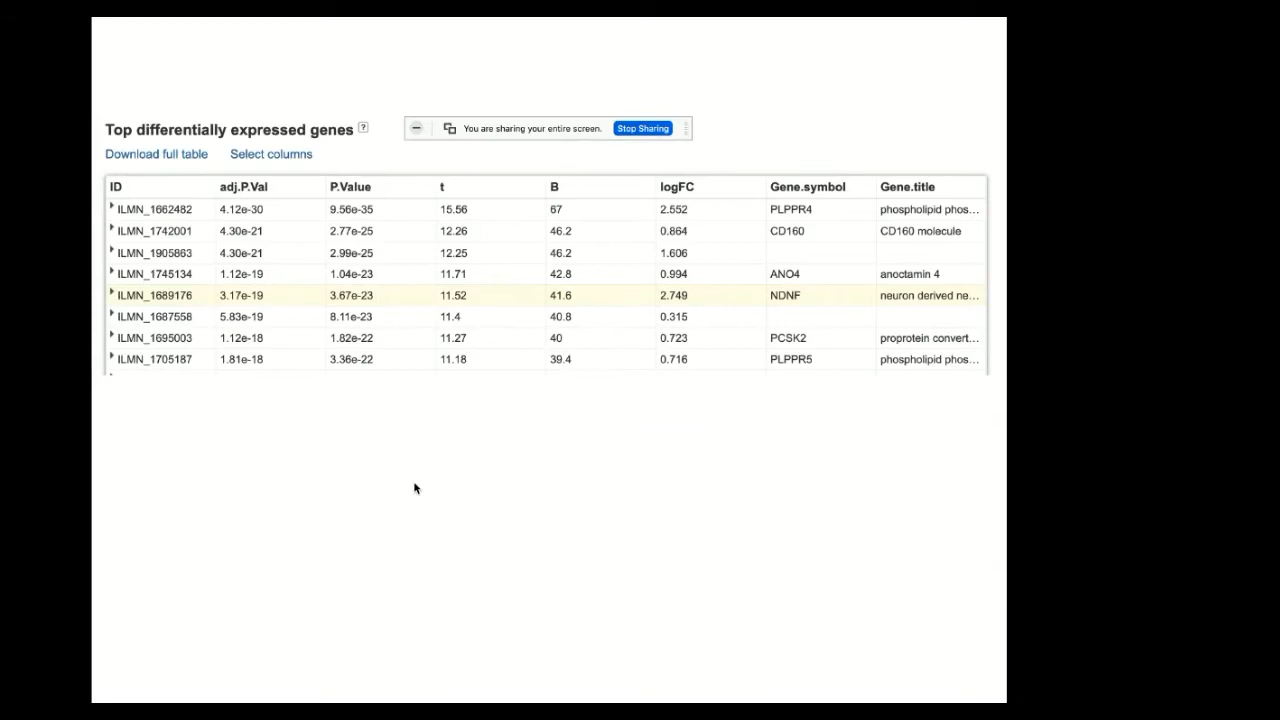 Top differentially expressed genes ?
You are sharing your entire screen. Stop Sharing
Download full table Select columns
ID adj.P.Val P.Value t B logFC Gene.symbol Gene.title
ILMN_1662482 4.12e-30 9.56e-35 15.56 67 2.552 PLPPR4 phospholipid phos...
ILMN_1742001 4.30e-21 2.77e-25 12.26 46.2 0.864 CD160 CD160 molecule
ILMN_1905863 4.30e-21 2.99e-25 12.25 46.2 1.606
ILMN_1745134 1.12e-19 1.04e-23 11.71 42.8 0.994 ANO4 anoctamin 4
ILMN_1689176 3.17e-19 3.67e-23 11.52 41.6 2.749 NDNF neuron derived ne...
ILMN_1687558 5.83e-19 8.11e-23 11.4 40.8 0.315
ILMN_1695003 1.12e-18 1.82e-22 11.27 40 0.723 PCSK2 proprotein convert...
ILMN_1705187 1.81e-18 3.36e-22 11.18 39.4 0.716 PLPPR5 phospholipid phos...